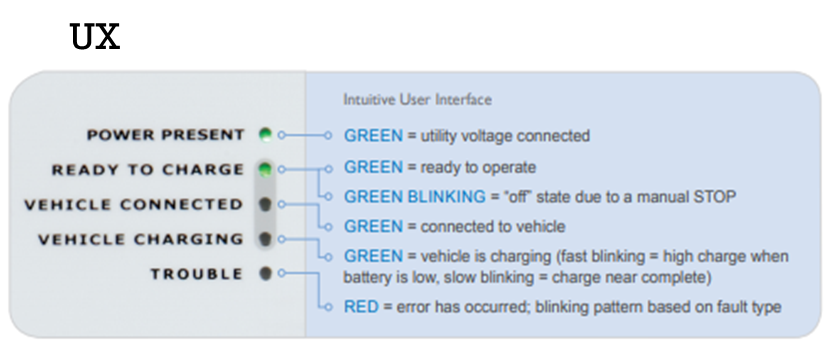 UX
Intuitive User Interface
POWER PRESENT
GREEN = utility voltage connected
READY TO CHARGE
GREEN = ready to operate
GREEN BLINKING = “off” state due to a manual STOP
VEHICLE CONNECTED
GREEN = connected to vehicle
VEHICLE CHARGING
GREEN = vehicle is charging (fast blinking = high charge when
battery is low, slow blinking = charge near complete)
TROUBLE
RED = error has occurred; blinking pattern based on fault type